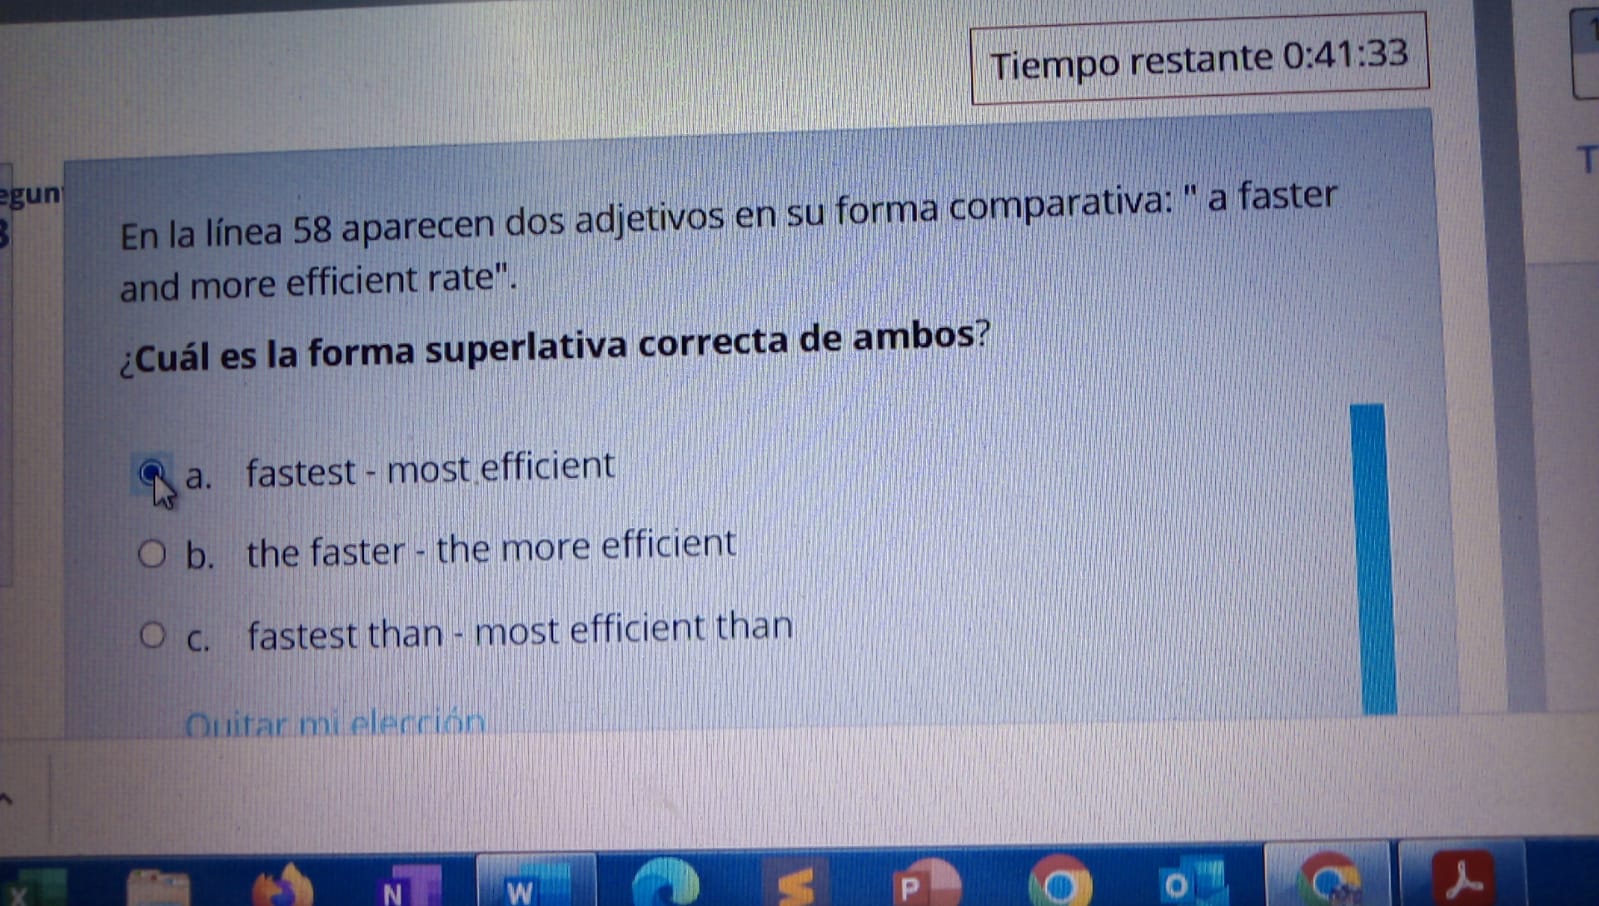 Tiempo restante 0:41:33
En la línea 58 aparecen dos adjetivos en su forma comparativa: " a faster
and more efficient rate".
¿Cuál es la forma superlativa correcta de ambos?
a. fastest - most efficient
b. the faster - the more efficient
c. fastest than - most efficient than
Quitar mi elección